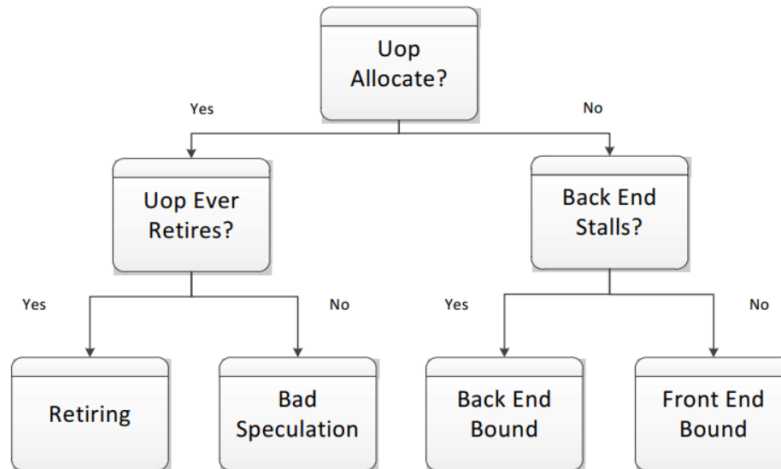 Uop
Allocate?
Yes
No
Uop Ever
Retires?
Back End
Stalls?
Yes
No
Yes
No
Retiring
Bad
Speculation
Back End
Bound
Front End
Bound